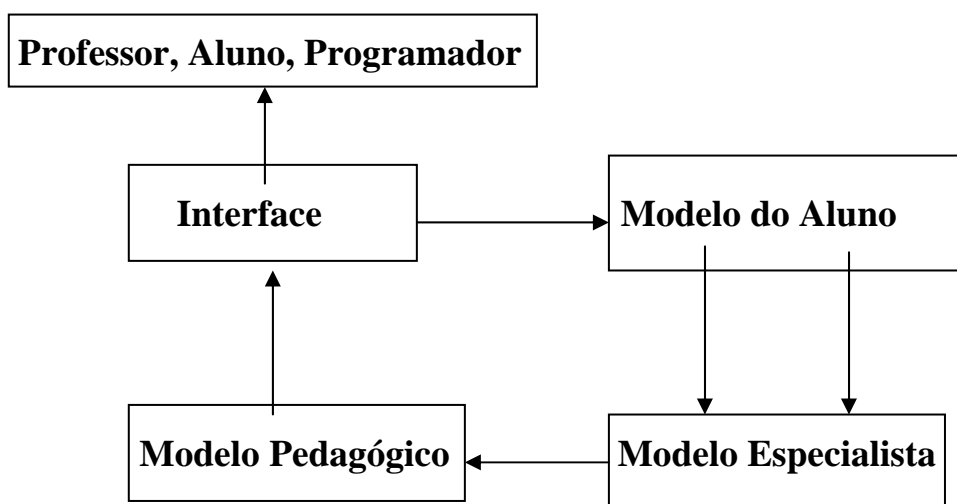 Professor, Aluno, Programador
Interface
Modelo do Aluno
Modelo Pedagógico
Modelo Especialista